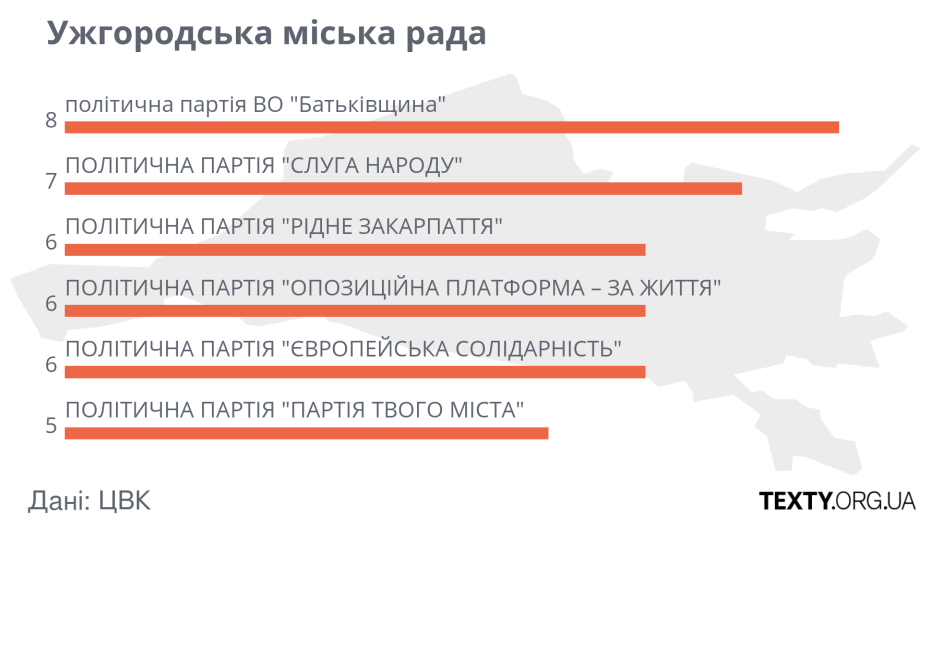 Ужгородська міська рада
політична партія ВО "Батьківщина"
8
ПОЛІТИЧНА ПАРТІЯ "СЛУГА НАРОДУ"
7
ПОЛІТИЧНА ПАРТІЯ "РІДНЕ ЗАКАРПАТТЯ"
6
ПОЛІТИЧНА ПАРТІЯ "ОПОЗИЦІЙНА ПЛАТФОРМА – ЗА ЖИТТЯ"
6
ПОЛІТИЧНА ПАРТІЯ "ЄВРОПЕЙСЬКА СОЛІДАРНІСТЬ"
6
ПОЛІТИЧНА ПАРТІЯ "ПАРТІЯ ТВОГО МІСТА"
5
Дані: ЦВК
TEXTY.ORG.UA